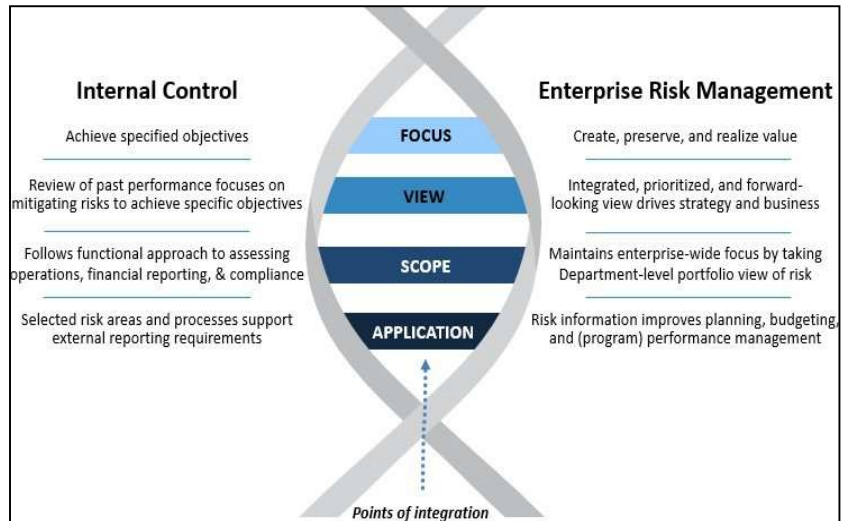 Internal Control
Enterprise Risk Management
Achieve specified objectives
FOCUS
Create, preserve, and realize value
Review of past performance focuses on
mitigating risks to achieve specific objectives
VIEW
Integrated, prioritized, and forward-
looking view drives strategy and business
Follows functional approach to assessing
operations, financial reporting, & compliance
SCOPE
Maintains enterprise-wide focus by taking
Department-level portfolio view of risk
Selected risk areas and processes support
external reporting requirements
APPLICATION
Risk information improves planning, budgeting,
and (program) performance management
Points of integration